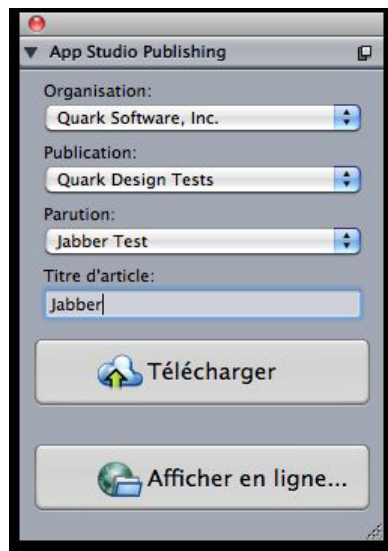 App Studio Publishing
Organisation:
Quark Software, Inc.
Publication:
Quark Design Tests
Parution:
Jabber Test
Titre d'article:
Jabber
Télécharger
Afficher en ligne...